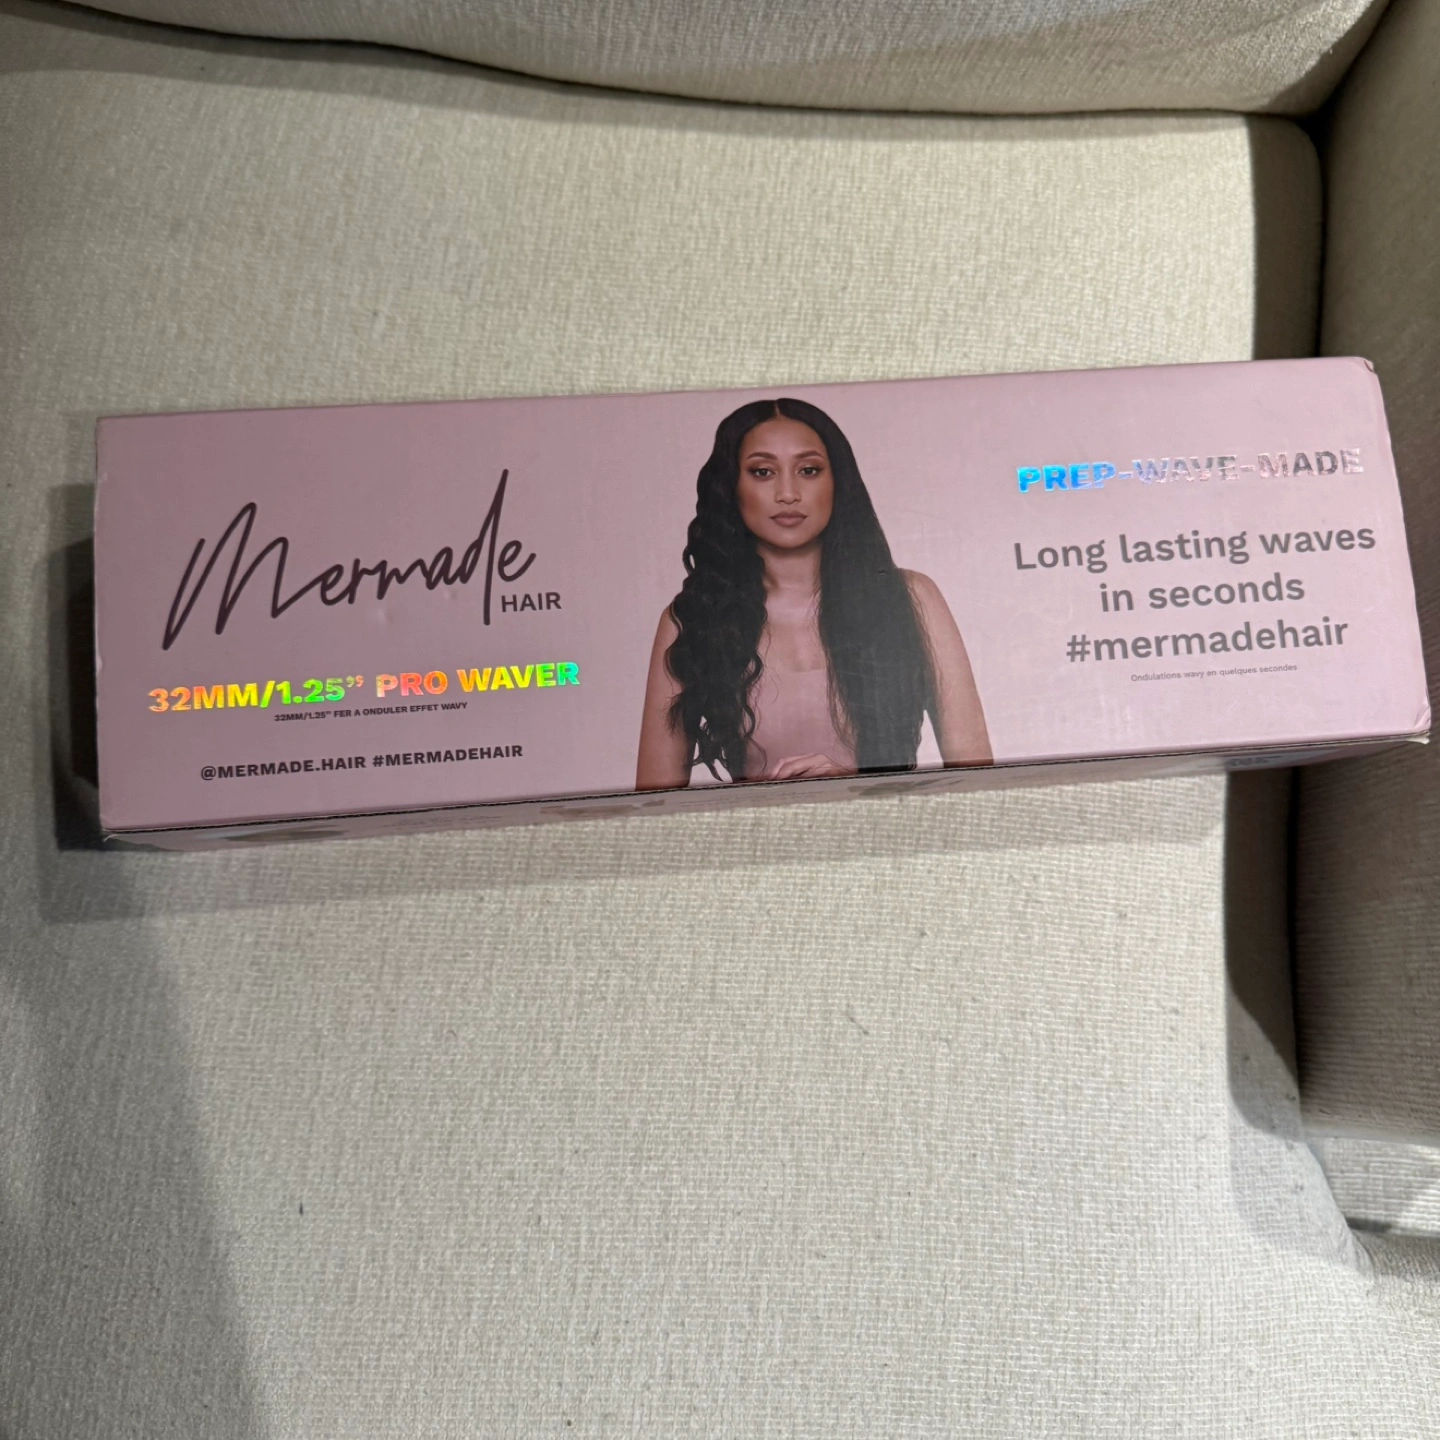 Mermade
HAIR
32MM/1.25” PRO WAVER
32MM/1.25” FER A ONDULER EFFET WAVY
@MERMADE.HAIR #MERMADEHAIR
PREP-WAVE-MADE
Long lasting waves
in seconds
#mermadehair
Ondulations wavy en quelques secondes